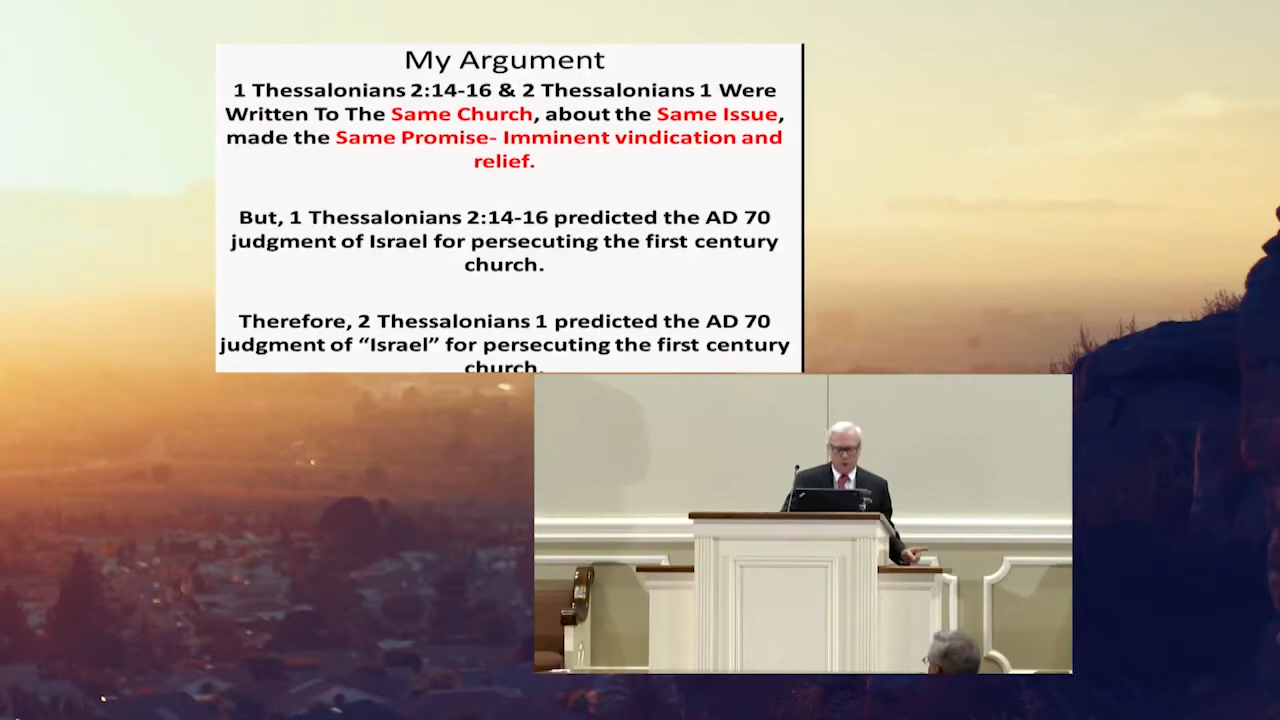 My Argument
1 Thessalonians 2:14-16 & 2 Thessalonians 1 Were
Written To The Same Church, about the Same Issue,
made the Same Promise- Imminent vindication and
relief.
But, 1 Thessalonians 2:14-16 predicted the AD 70
judgment of Israel for persecuting the first century
church.
Therefore, 2 Thessalonians 1 predicted the AD 70
judgment of “Israel” for persecuting the first century
church.